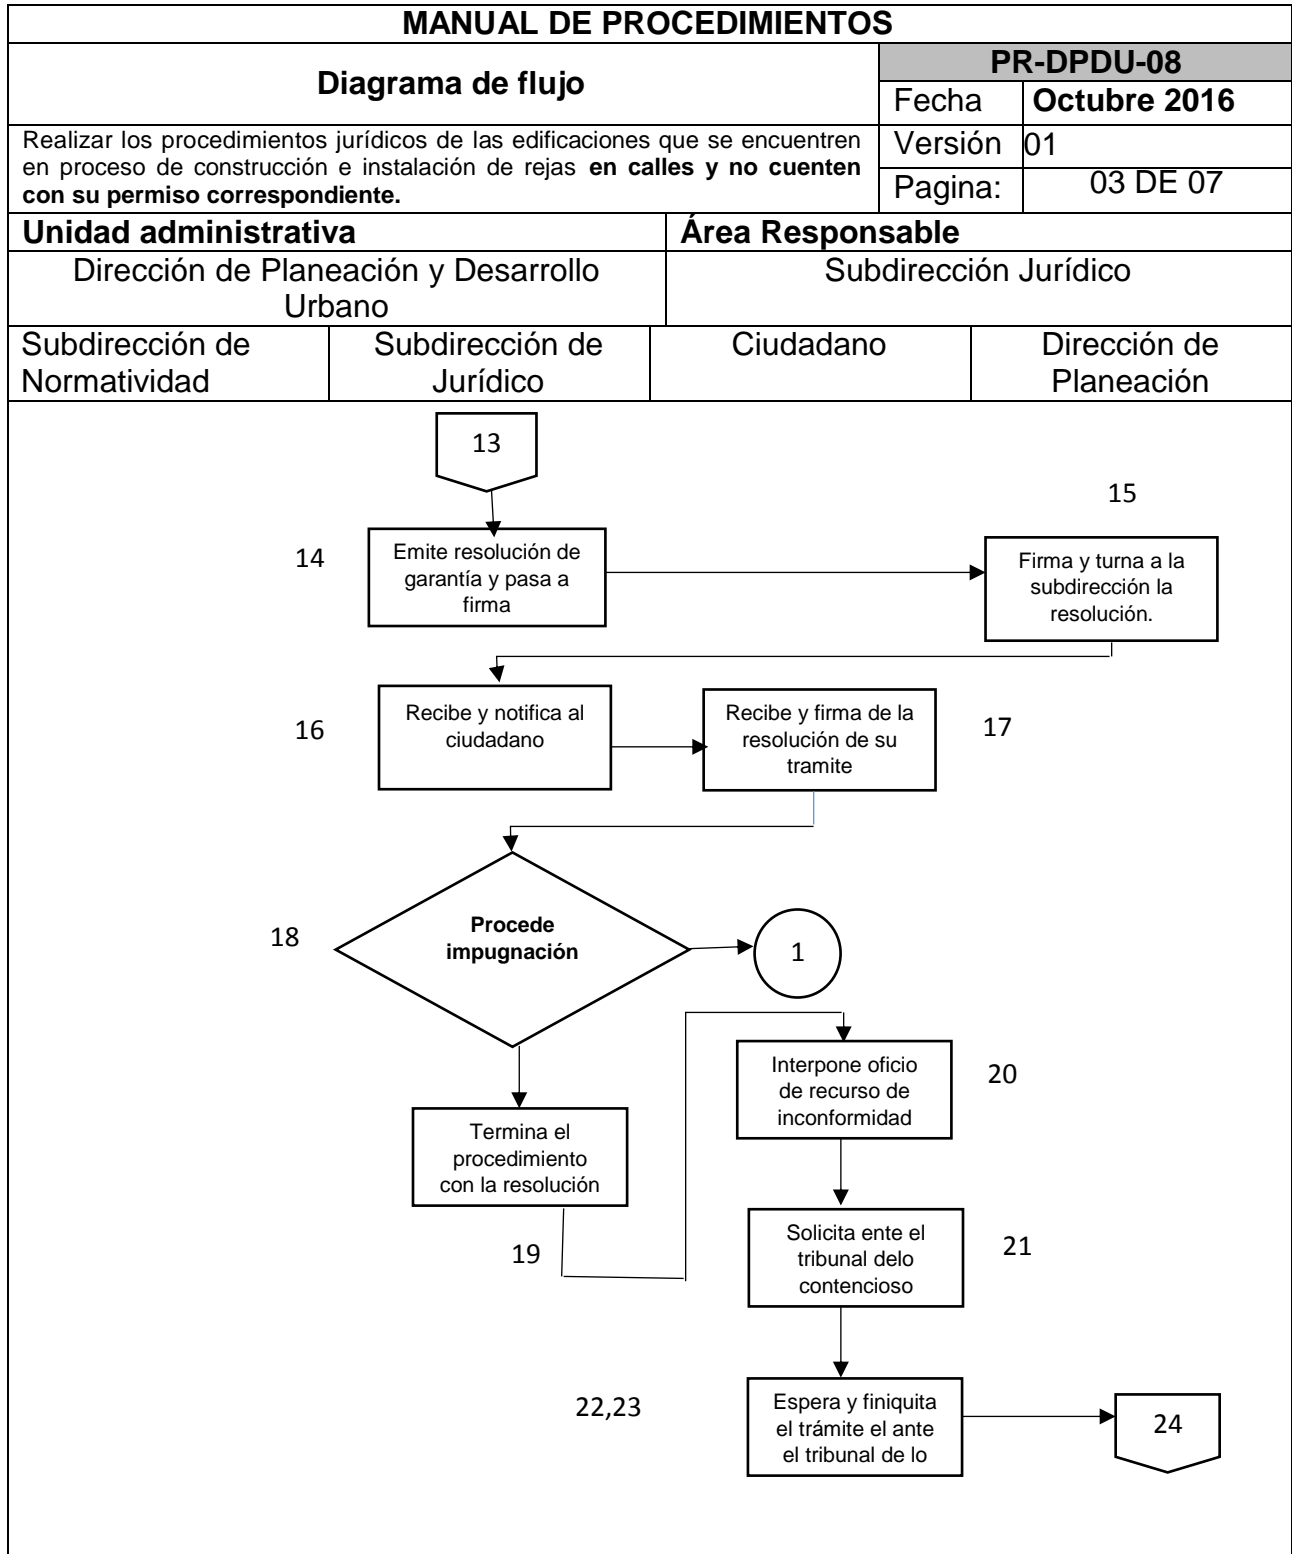 MANUAL DE PROCEDIMIENTOS
Diagrama de flujo
PR-DPDU-08
Fecha
Octubre 2016
Realizar los procedimientos jurídicos de las edificaciones que se encuentren
en proceso de construcción e instalación de rejas en calles y no cuenten
con su permiso correspondiente.
Versión
01
Pagina:
03 DE 07
Unidad administrativa
Área Responsable
Dirección de Planeación y Desarrollo
Urbano
Subdirección Jurídico
Subdirección de
Normatividad
Subdirección de
Jurídico
Ciudadano
Dirección de
Planeación
13
15
14
Emite resolución de
garantía y pasa a
firma
Firma y turna a la
subdirección la
resolución.
16
Recibe y notifica al
ciudadano
Recibe y firma de la
resolución de su
tramite
17
18
Procede
impugnación
1
Interpone oficio
de recurso de
inconformidad
20
Termina el
procedimiento
con la resolución
19
Solicita ente el
tribunal delo
contencioso
21
22,23
Espera y finiquita
el trámite el ante
el tribunal de lo
24